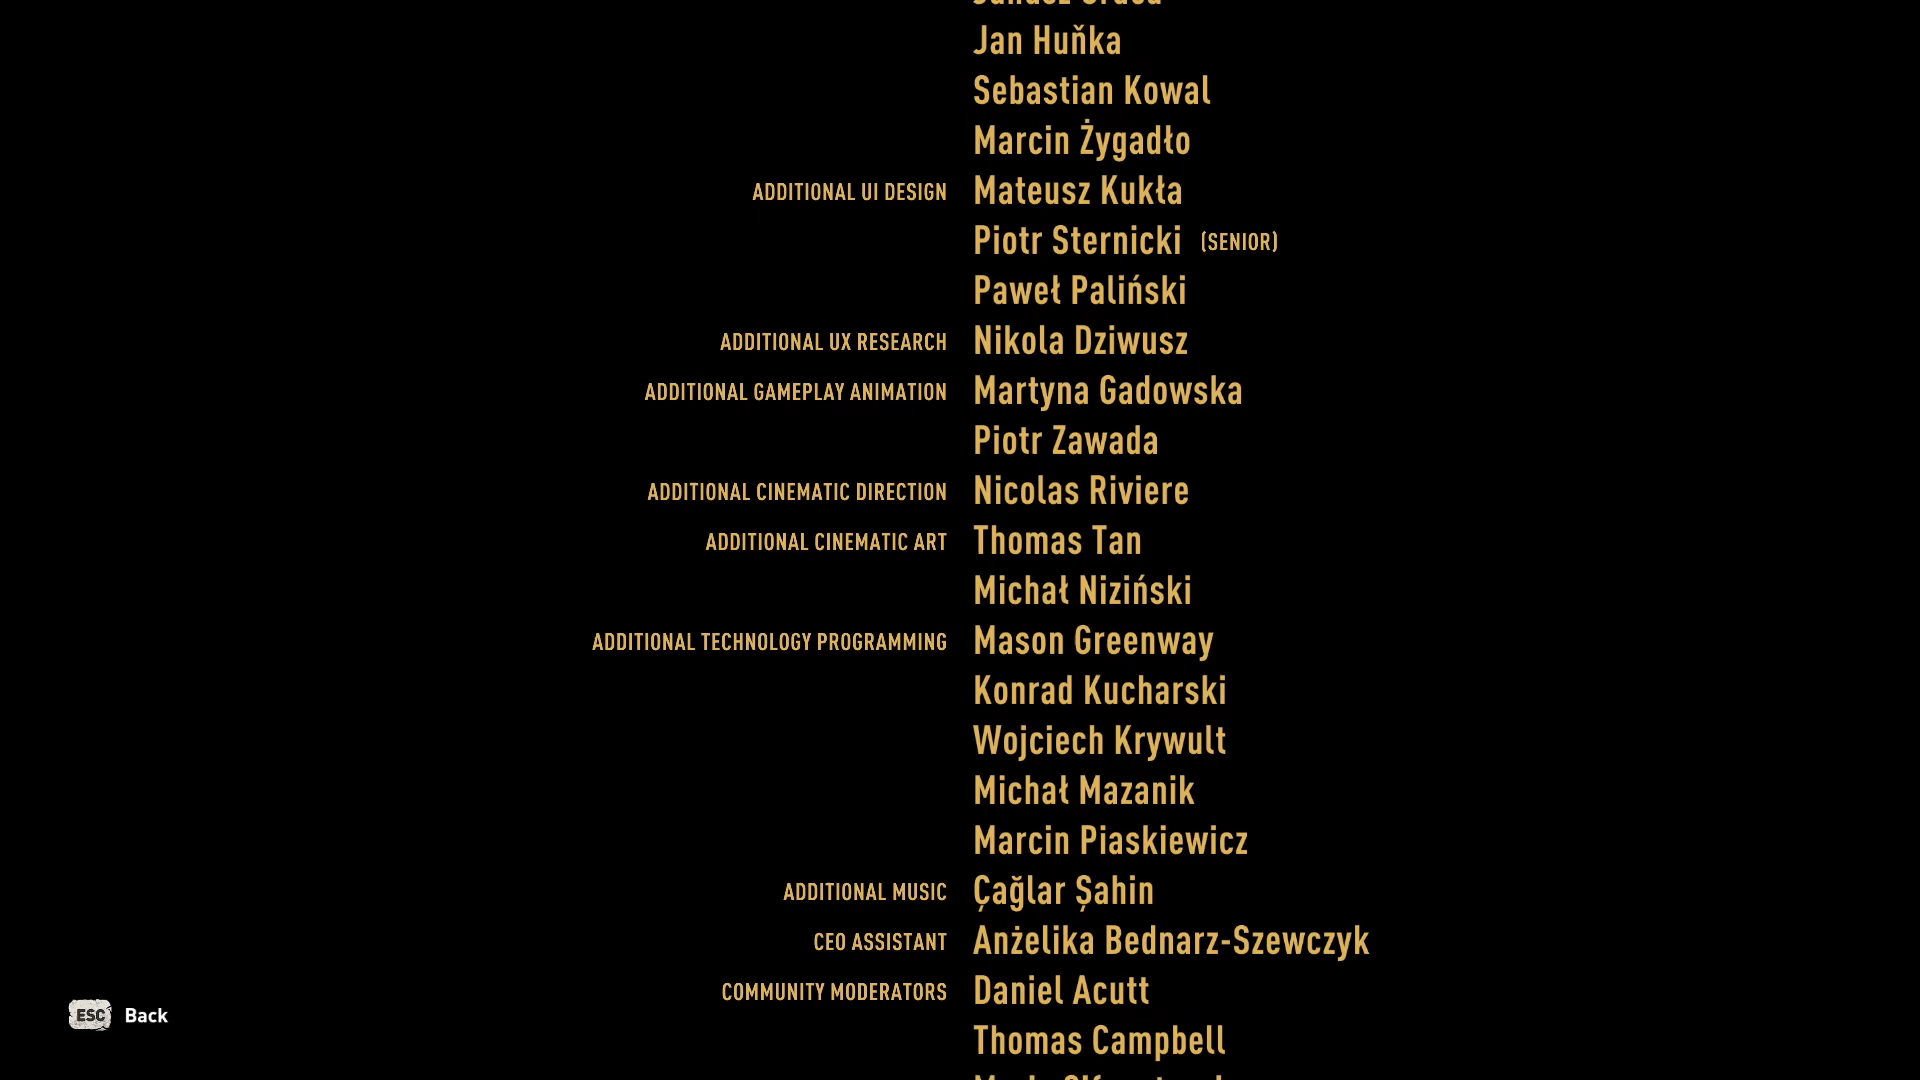 Jan Huňka
Sebastian Kowal
Marcin Żygadło
ADDITIONAL UI DESIGN Mateusz Kukła
Piotr Sternicki (SENIOR)
Paweł Paliński
ADDITIONAL UX RESEARCH Nikola Dziwusz
ADDITIONAL GAMEPLAY ANIMATION Martyna Gadowska
Piotr Zawada
ADDITIONAL CINEMATIC DIRECTION Nicolas Riviere
ADDITIONAL CINEMATIC ART Thomas Tan
Michał Niziński
ADDITIONAL TECHNOLOGY PROGRAMMING Mason Greenway
Konrad Kucharski
Wojciech Krywult
Michał Mazanik
Marcin Piaskiewicz
ADDITIONAL MUSIC Çağlar Şahin
CEO ASSISTANT Anżelika Bednarz-Szewczyk
COMMUNITY MODERATORS Daniel Acutt
ESC Back
Thomas Campbell